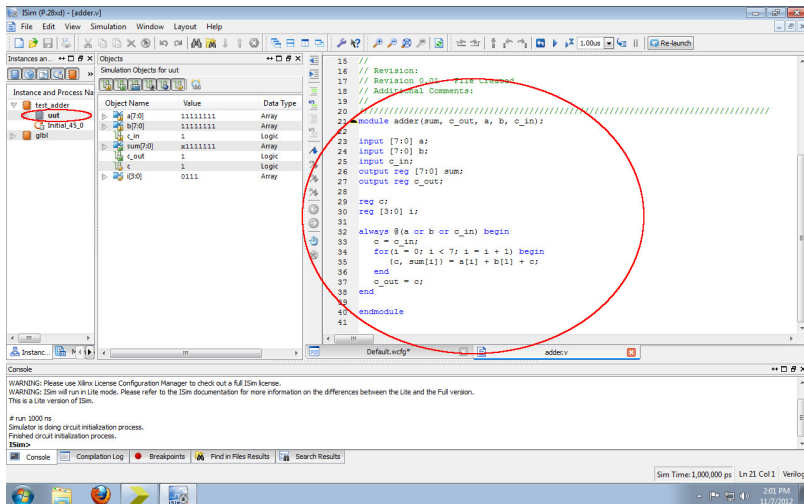 ISim (P.28xd) - [adder.v]
File Edit View Simulation Window Layout Help
1.00us
Re-launch
Instances an...
Objects
Simulation Objects for uut
Instance and Process Na
test_adder
uut
Initial_45_0
glbl
Object Name Value Data Type
a[7:0] 11111111 Array
b[7:0] 11111111 Array
c_in 1 Logic
sum[7:0] x1111111 Array
c_out 1 Logic
c 1 Logic
i[3:0] 0111 Array
15 //
16 // Revision:
17 // Revision 0.01 - File Created
18 // Additional Comments:
19 //
20 //////////////////////////////////////////////////////////////////////////////////
21 module adder(sum, c_out, a, b, c_in);
22
23 input [7:0] a;
24 input [7:0] b;
25 input c_in;
26 output reg [7:0] sum;
27 output reg c_out;
28
29 reg c;
30 reg [3:0] i;
31
32 always @(a or b or c_in) begin
33 c = c_in;
34 for(i = 0; i < 7; i = i + 1) begin
35 {c, sum[i]} = a[i] + b[i] + c;
36 end
37 c_out = c;
38 end
39
40 endmodule
41
Instanc...
Default.wcfg*
adder.v
Console
WARNING: Please use Xilinx License Configuration Manager to check out a full ISim license.
WARNING: ISim will run in Lite mode. Please refer to the ISim documentation for more information on the differences between the Lite and the Full version.
This is a Lite version of ISim.
# run 1000 ns
Simulator is doing circuit initialization process.
Finished circuit initialization process.
ISim>
Console Compilation Log Breakpoints Find in Files Results Search Results
Sim Time: 1,000,000 ps Ln 21 Col 1 Verilog
2:01 PM
11/7/2012